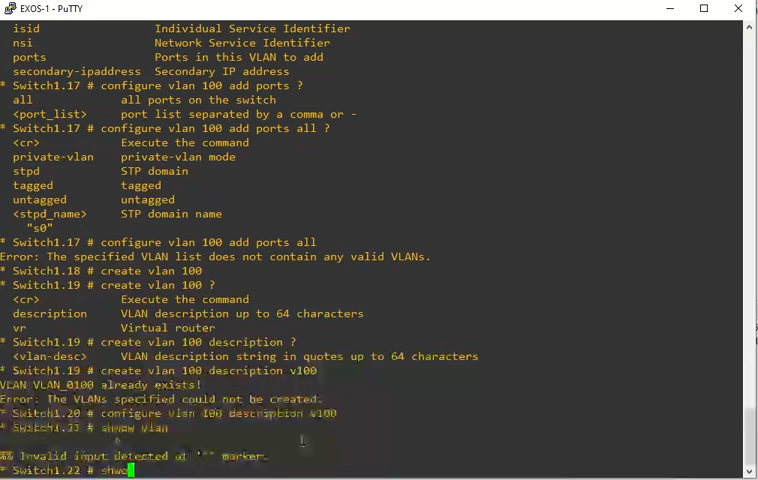 EXOS-1 - PuTTY
isid Individual Service Identifier
nsi Network Service Identifier
ports Ports in this VLAN to add
secondary-ipaddress Secondary IP address
* Switch1.17 # configure vlan 100 add ports ?
all all ports on the switch
<port_list> port list separated by a comma or -
* Switch1.17 # configure vlan 100 add ports all ?
<cr> Execute the command
private-vlan private-vlan mode
stpd STP domain
tagged tagged
untagged untagged
<stpd_name> STP domain name
"s0"
* Switch1.17 # configure vlan 100 add ports all
Error: The specified VLAN list does not contain any valid VLANs.
* Switch1.18 # create vlan 100
* Switch1.19 # create vlan 100 ?
<cr> Execute the command
description VLAN description up to 64 characters
vr Virtual router
* Switch1.19 # create vlan 100 description ?
<vlan-desc> VLAN description string in quotes up to 64 characters
* Switch1.19 # create vlan 100 description v100
VLAN VLAN_0100 already exists!
Error: The VLANs specified could not be created.
* Switch1.20 # configure vlan 100 description v100
* Switch1.21 # vlan
^
Invalid input detected at '^' marker.
* Switch1.22 # shwo